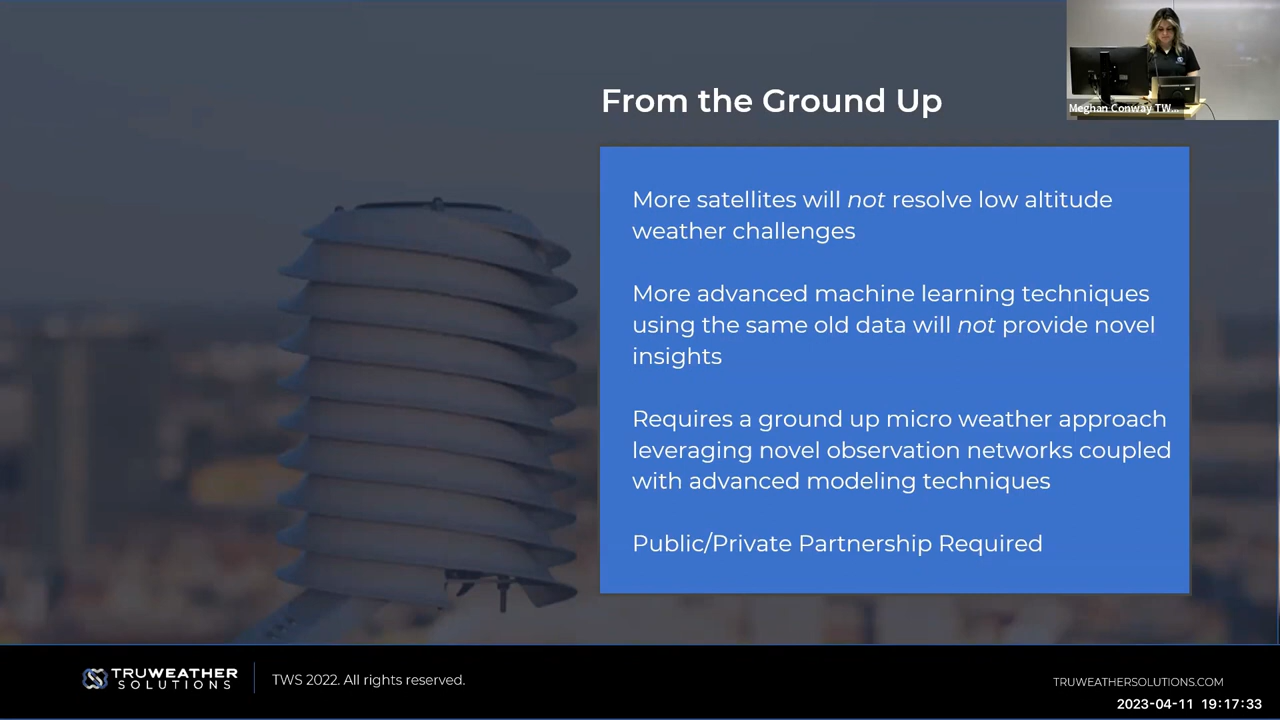 From the Ground Up
Meghan Conway TW...
More satellites will not resolve low altitude
weather challenges
More advanced machine learning techniques
using the same old data will not provide novel
insights
Requires a ground up micro weather approach
leveraging novel observation networks coupled
with advanced modeling techniques
Public/Private Partnership Required
TRUWEATHER
SOLUTIONS
TWS 2022. All rights reserved.
TRUWEATHERSOLUTIONS.COM
2023-04-11 19:17:33